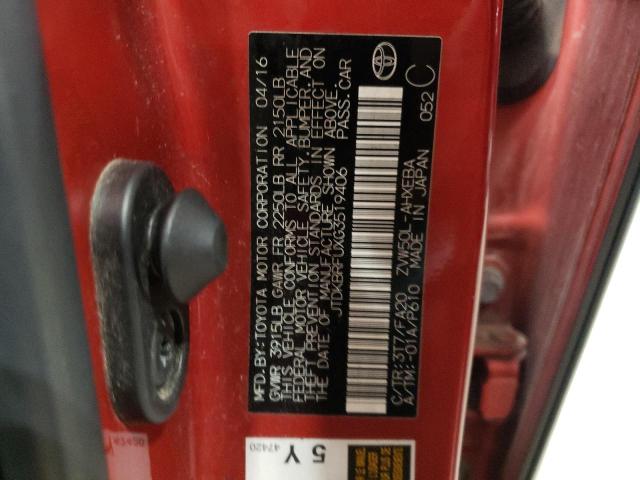 MFD. BY: TOYOTA MOTOR CORPORATION 04/16
GVWR 3915LB GAWR FR 2250LB RR 2150LB
THIS VEHICLE CONFORMS TO ALL APPLICABLE
FEDERAL MOTOR VEHICLE SAFETY, BUMPER, AND
THEFT PREVENTION STANDARDS IN EFFECT ON
THE DATE OF MANUFACTURE SHOWN ABOVE.
JTDKBRFUXG3519406 PASS. CAR
C/TR:3T7/FA20 ZVW50L-AHXEBA
A/TM:-01A/P610 MADE IN JAPAN 052 C
5 Y
47420